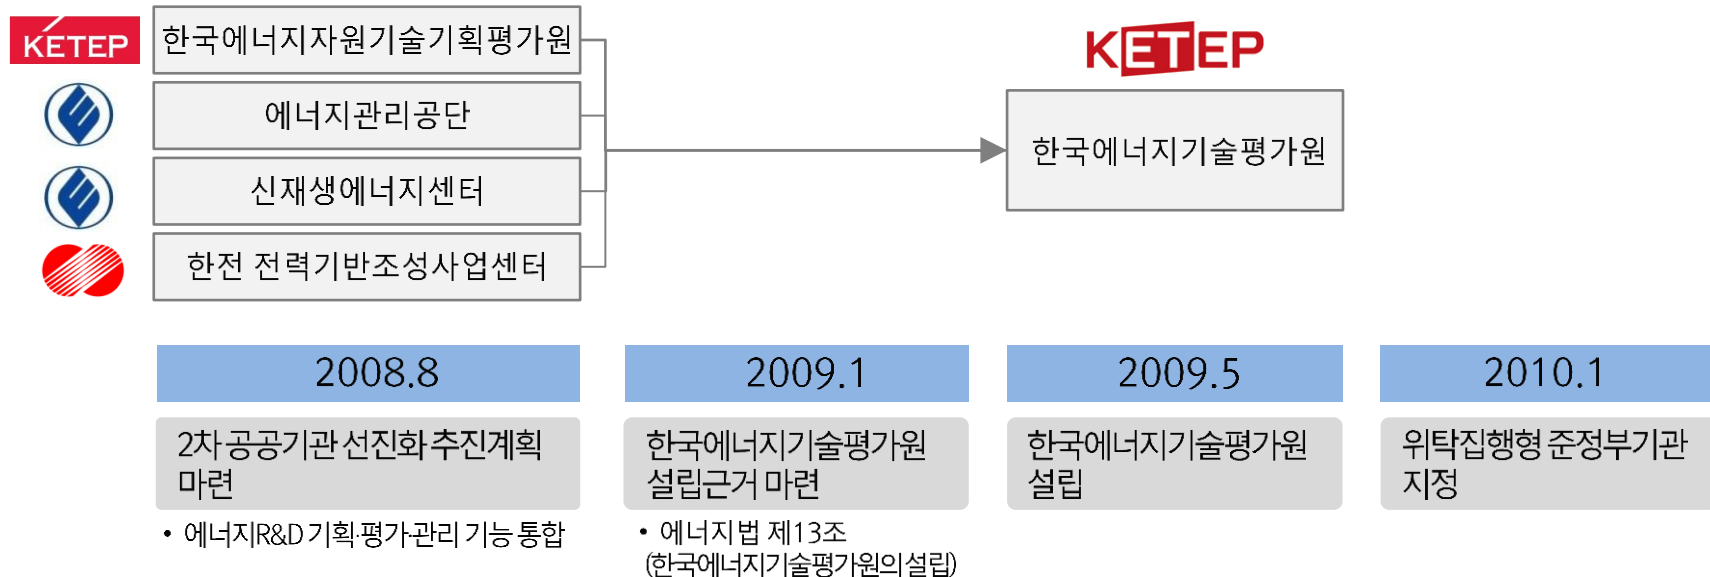 KETEP
한국에너지자원기술기획평가원
에너지관리공단
신재생에너지센터
한전 전력기반조성사업센터
KETEP
한국에너지기술평가원
2008.8
2차 공공기관 선진화 추진계획
마련
• 에너지R&D 기획·평가·관리 기능 통합
2009.1
한국에너지기술평가원
설립근거 마련
• 에너지법 제13조
(한국에너지기술평가원의 설립)
2009.5
한국에너지기술평가원
설립
2010.1
위탁집행형 준정부기관
지정